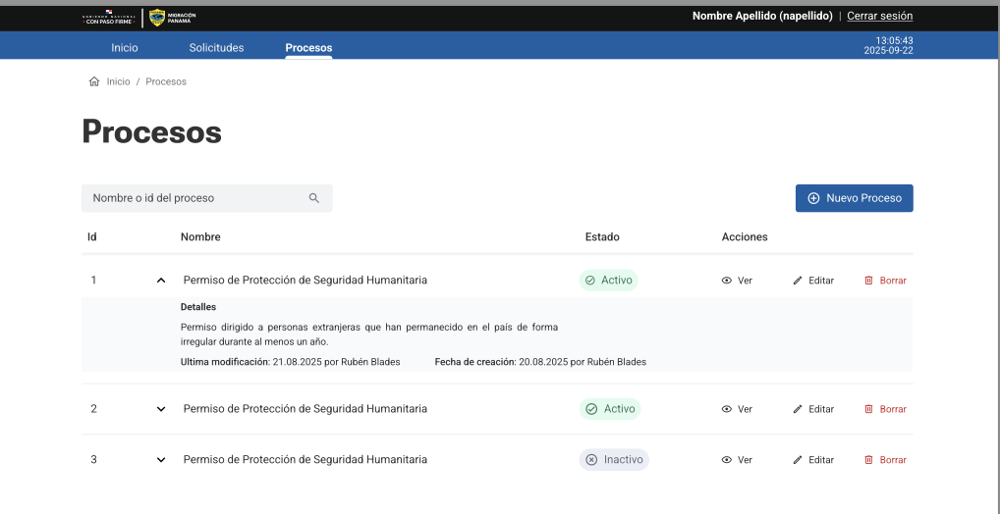 GOBIERNO NACIONAL
· CON PASO FIRME ·
MIGRACIÓN
PANAMÁ
Nombre Apellido (napellido) | Cerrar sesión
Inicio Solicitudes Procesos
13:05:43
2025-09-22
Inicio / Procesos
Procesos
Nombre o id del proceso
Nuevo Proceso
Id Nombre Estado Acciones
1 Permiso de Protección de Seguridad Humanitaria Activo Ver Editar Borrar
Detalles
Permiso dirigido a personas extranjeras que han permanecido en el país de forma
irregular durante al menos un año.
Ultima modificación: 21.08.2025 por Rubén Blades Fecha de creación: 20.08.2025 por Rubén Blades
2 Permiso de Protección de Seguridad Humanitaria Activo Ver Editar Borrar
3 Permiso de Protección de Seguridad Humanitaria Inactivo Ver Editar Borrar